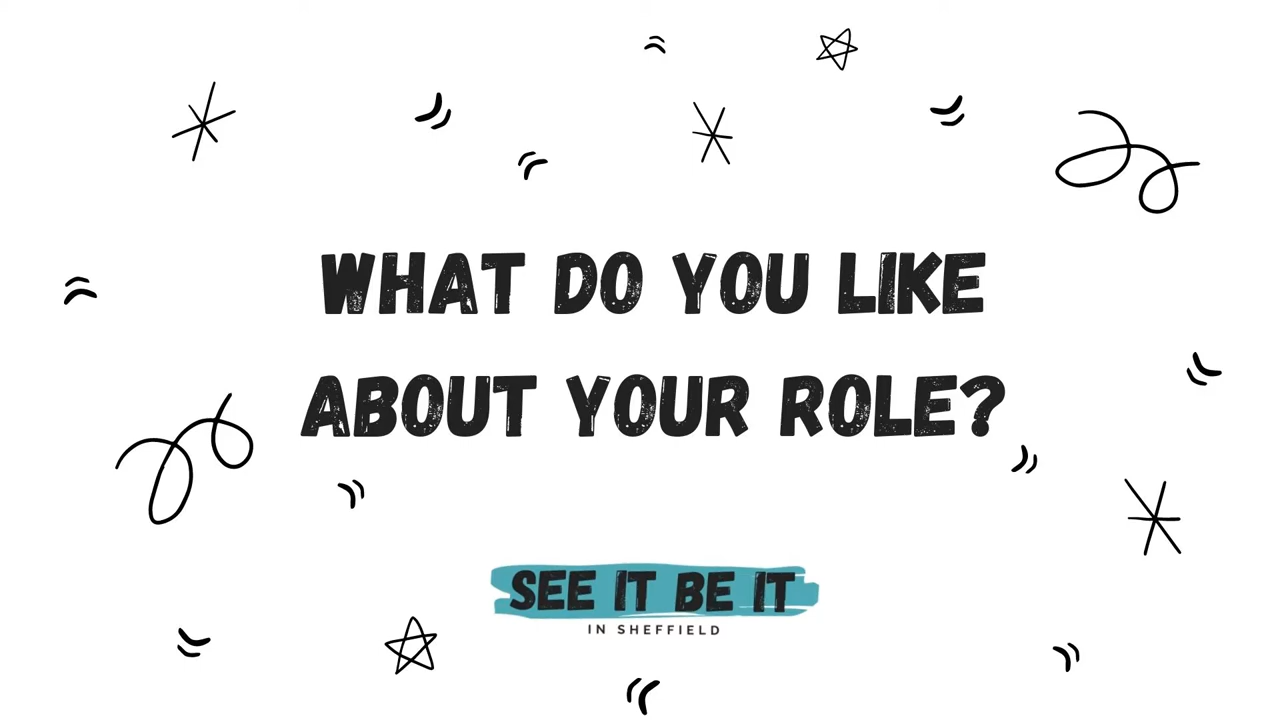 WHAT DO YOU LIKE
ABOUT YOUR ROLE?
SEE IT BE IT
IN SHEFFIELD